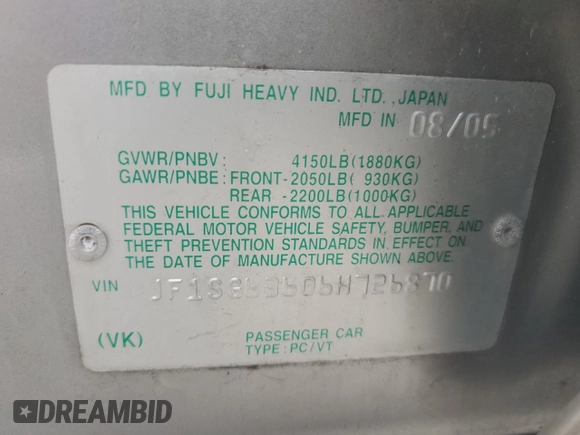 MFD BY FUJI HEAVY IND. LTD., JAPAN
MFD IN 08/05
GVWR/PNBV: 4150LB(1880KG)
GAWR/PNBE: FRONT-2050LB( 930KG)
REAR -2200LB(1000KG)
THIS VEHICLE CONFORMS TO ALL APPLICABLE
FEDERAL MOTOR VEHICLE SAFETY, BUMPER, AND
THEFT PREVENTION STANDARDS IN EFFECT ON
THE DATE OF MANUFACTURE SHOWN ABOVE.
VIN
(VK)
PASSENGER CAR
TYPE: PC/VT
DREAMBID